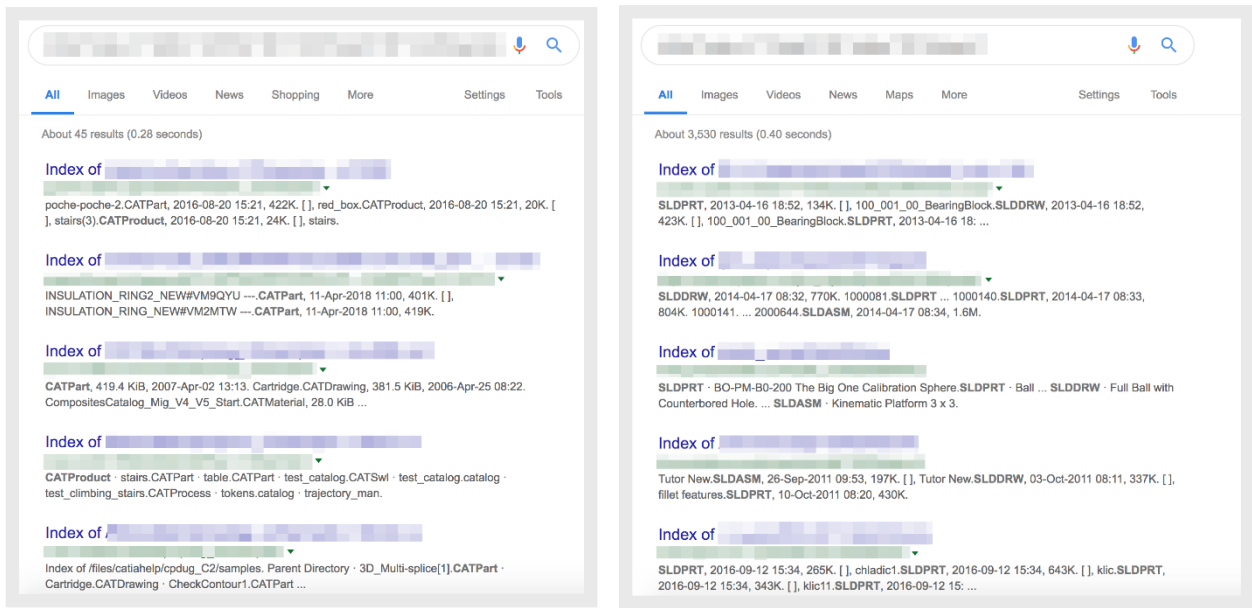 All Images Videos News Shopping More Settings Tools
About 45 results (0.28 seconds)
Index of
poche-poche-2.CATPart, 2016-08-20 15:21, 422K. [ ], red_box.CATProduct, 2016-08-20 15:21, 20K. [
], stairs(3).CATProduct, 2016-08-20 15:21, 24K. [ ], stairs.
Index of
INSULATION_RING2_NEW#VM9QYU ---.CATPart, 11-Apr-2018 11:00, 401K. [ ],
INSULATION_RING_NEW#VM2MTW ---.CATPart, 11-Apr-2018 11:00, 419K.
Index of
CATPart, 419.4 KiB, 2007-Apr-02 13:13. Cartridge.CATDrawing, 381.5 KiB, 2006-Apr-25 08:22.
CompositesCatalog_Mig_V4_V5_Start.CATMaterial, 28.0 KiB ...
Index of
CATProduct · stairs.CATPart · table.CATPart · test_catalog.CATSwl · test_catalog.catalog ·
test_climbing_stairs.CATProcess · tokens.catalog · trajectory_man.
Index of
Index of /files/catiahelp/cpdug_C2/samples. Parent Directory · 3D_Multi-splice[1].CATPart ·
Cartridge.CATDrawing · CheckContour1.CATPart ...
All Images Videos News Maps More Settings Tools
About 3,530 results (0.40 seconds)
Index of
SLDPRT, 2013-04-16 18:52, 134K. [ ], 100_001_00_BearingBlock.SLDDRW, 2013-04-16 18:52,
423K. [ ], 100_001_00_BearingBlock.SLDPRT, 2013-04-16 18: ...
Index of
SLDDRW, 2014-04-17 08:32, 770K. 1000081.SLDPRT ... 1000140.SLDPRT, 2014-04-17 08:33,
804K. 1000141. ... 2000644.SLDASM, 2014-04-17 08:34, 1.6M.
Index of
SLDPRT · BO-PM-B0-200 The Big One Calibration Sphere.SLDPRT · Ball ... SLDDRW · Full Ball with
Counterbored Hole. ... SLDASM · Kinematic Platform 3 x 3.
Index of
Tutor New.SLDASM, 26-Sep-2011 09:53, 197K. [ ], Tutor New.SLDDRW, 03-Oct-2011 08:11, 337K. [ ],
fillet features.SLDPRT, 10-Oct-2011 08:20, 430K.
Index of
SLDPRT, 2016-09-12 15:34, 265K. [ ], chladic1.SLDPRT, 2016-09-12 15:34, 643K. [ ], klic.SLDPRT,
2016-09-12 15:34, 343K. [ ], klic11.SLDPRT, 2016-09-12 15: ...